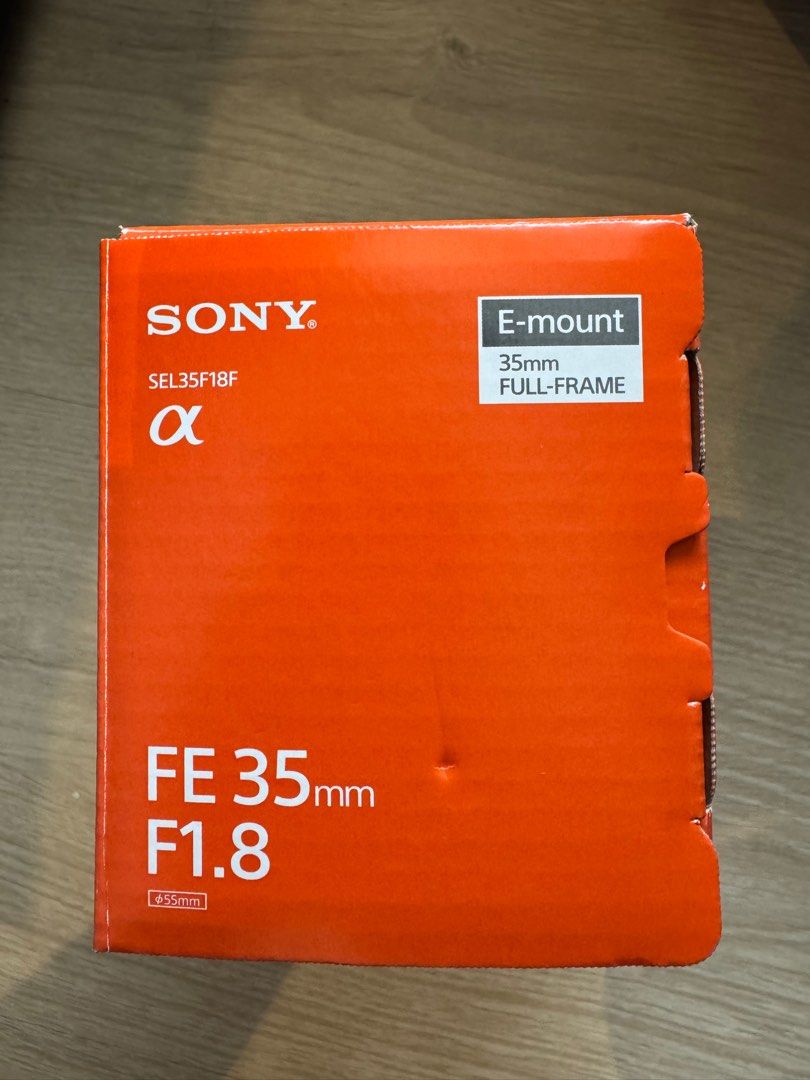 SONY®
SEL35F18F
α
E-mount
35mm
FULL-FRAME
FE 35mm
F1.8
ϕ55mm